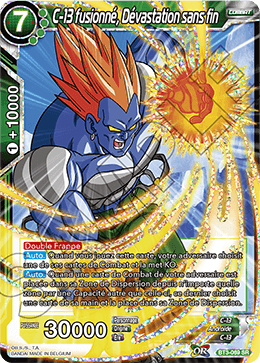 7
C-13 fusionné, Dévastation sans fin
COMBAT
1 +10000
Double Frappe
Auto Quand vous jouez cette carte, votre adversaire choisit
une de ses cartes de Combat et la met KO.
Auto Quand une carte de Combat de votre adversaire est
placée dans sa Zone de Dispersion depuis n'importe quelle
zone par une Capacité autre que celle-ci, ce dernier choisit
une carte de sa main et la place dans sa Zone de Dispersion.
30000
C-13
Androïde
C-13
MADE IN BELGIUM
BT3-069 SR